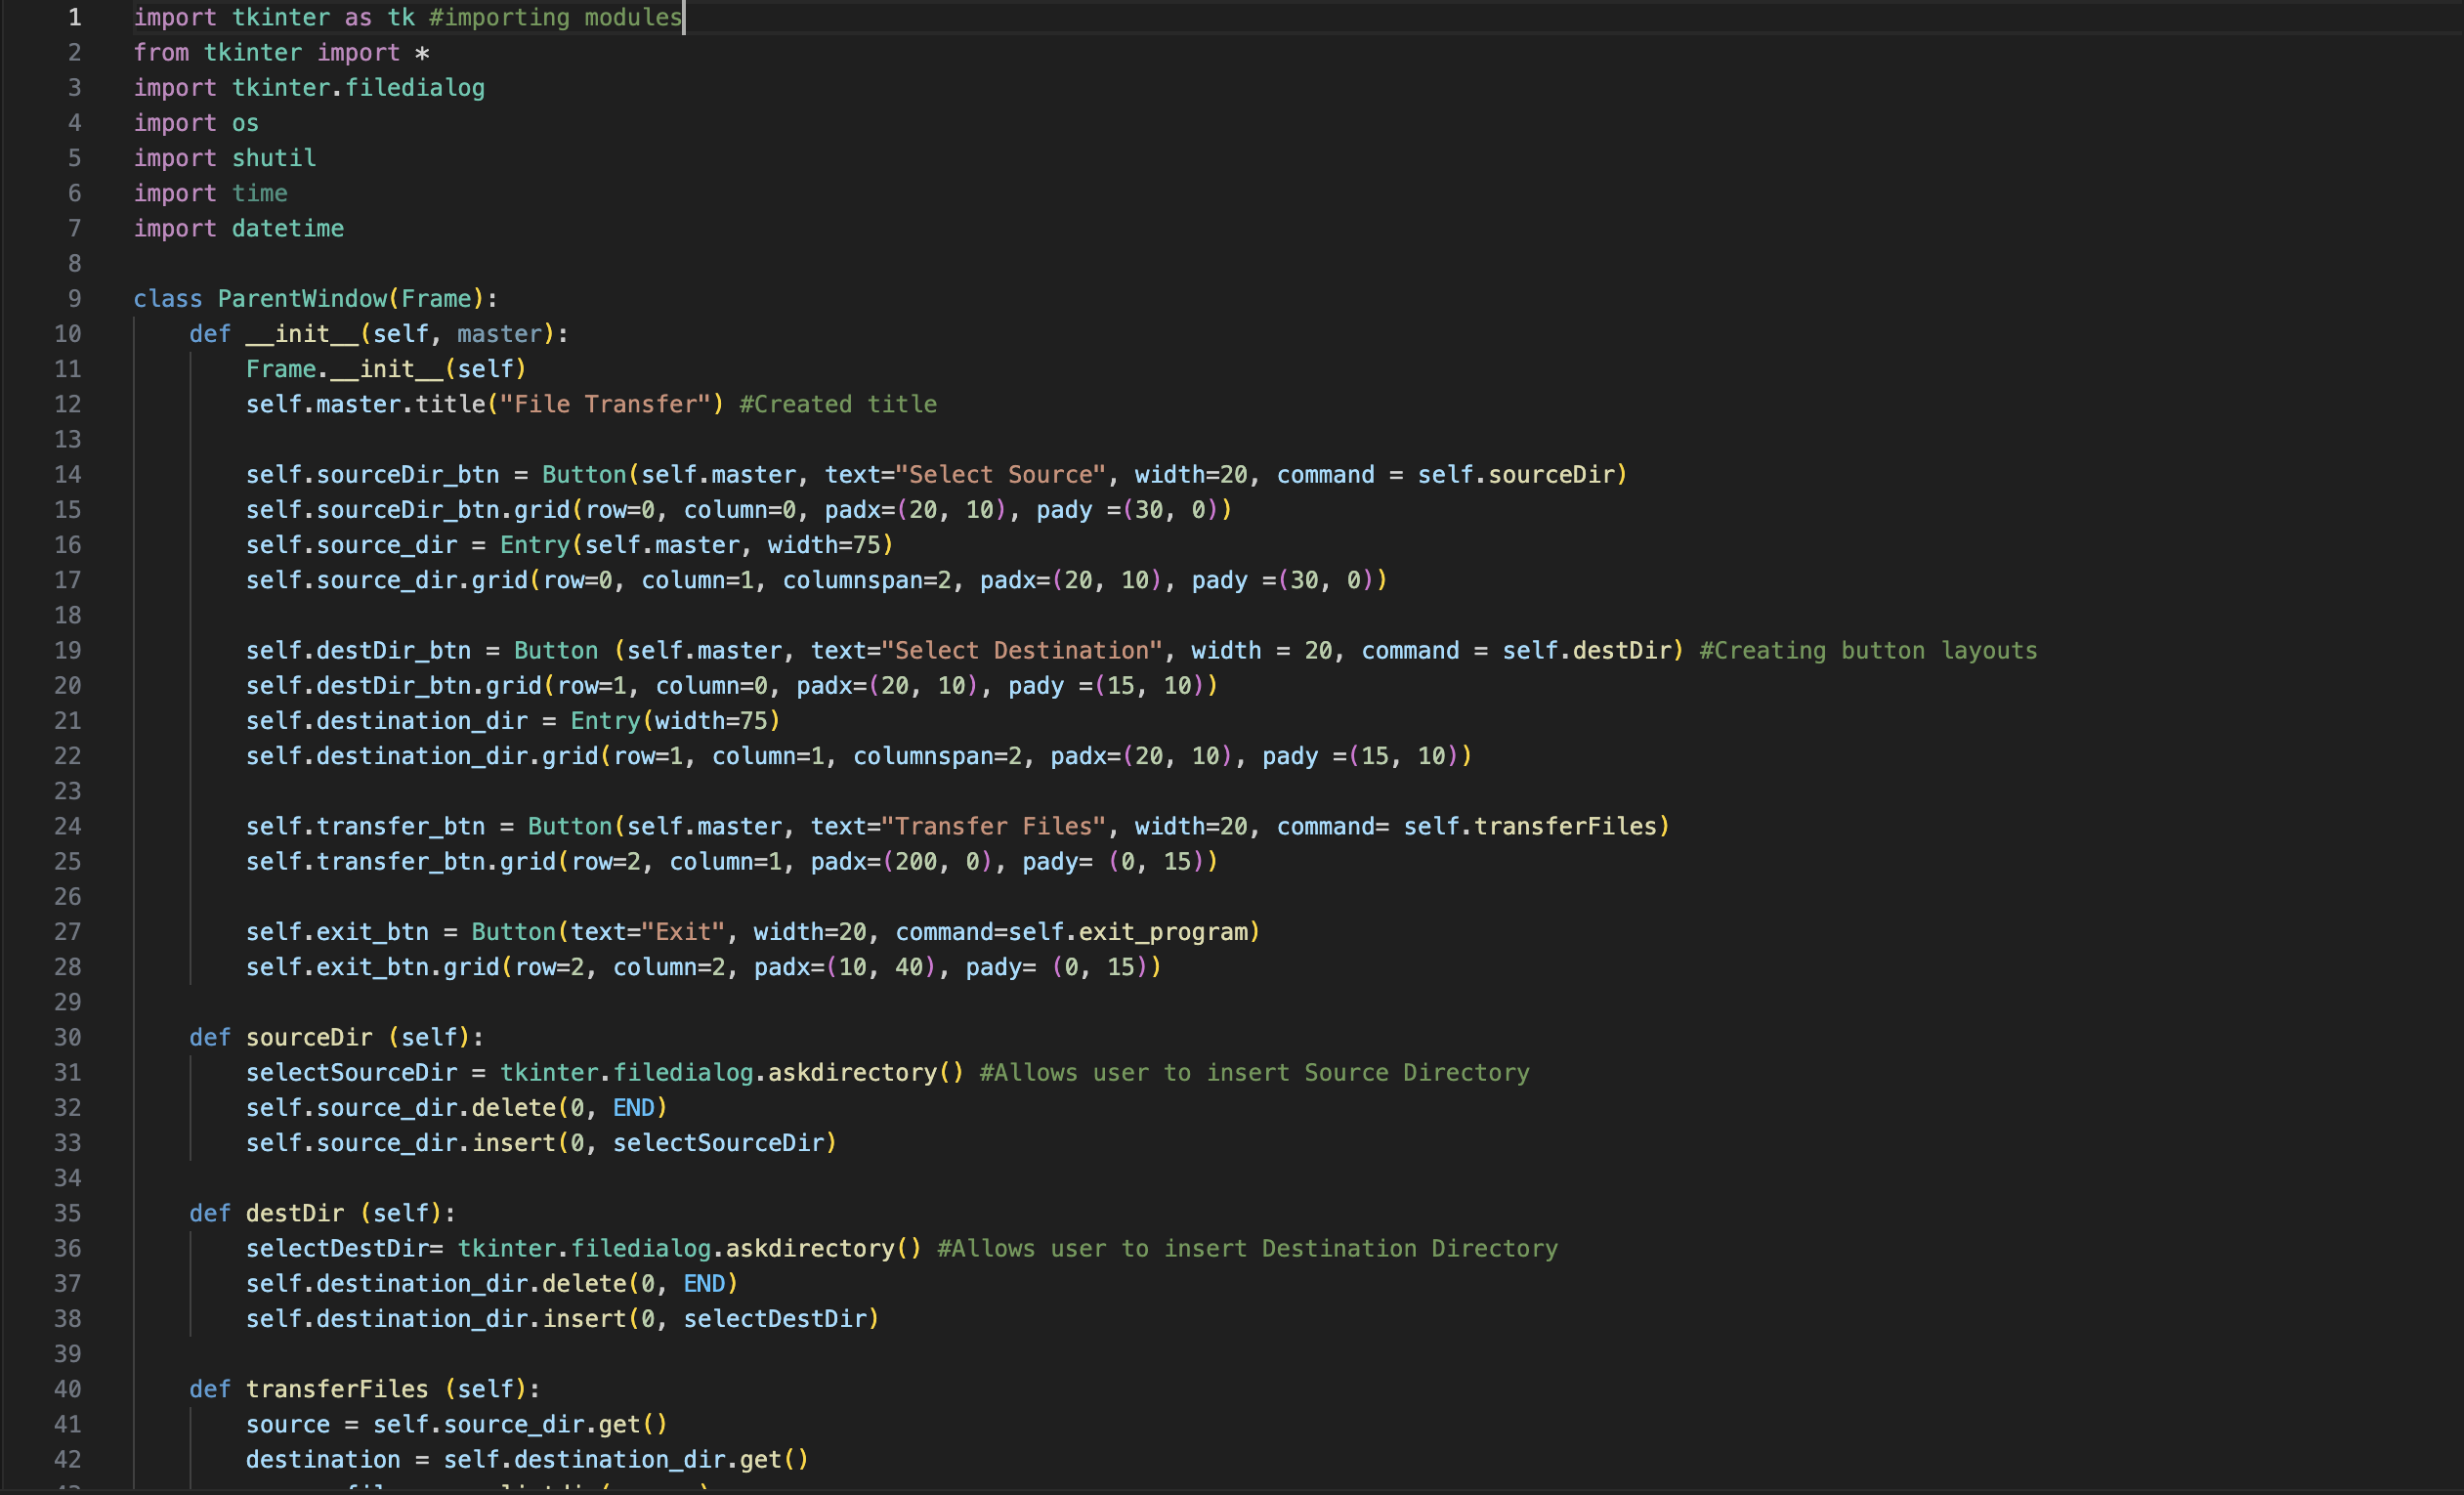 1 import tkinter as tk #importing modules
2 from tkinter import *
3 import tkinter.filedialog
4 import os
5 import shutil
6 import time
7 import datetime
8
9 class ParentWindow(Frame):
10     def __init__(self, master):
11         Frame.__init__(self)
12         self.master.title("File Transfer") #Created title
13
14         self.sourceDir_btn = Button(self.master, text="Select Source", width=20, command = self.sourceDir)
15         self.sourceDir_btn.grid(row=0, column=0, padx=(20, 10), pady =(30, 0))
16         self.source_dir = Entry(self.master, width=75)
17         self.source_dir.grid(row=0, column=1, columnspan=2, padx=(20, 10), pady =(30, 0))
18
19         self.destDir_btn = Button (self.master, text="Select Destination", width = 20, command = self.destDir) #Creating button layouts
20         self.destDir_btn.grid(row=1, column=0, padx=(20, 10), pady =(15, 10))
21         self.destination_dir = Entry(width=75)
22         self.destination_dir.grid(row=1, column=1, columnspan=2, padx=(20, 10), pady =(15, 10))
23
24         self.transfer_btn = Button(self.master, text="Transfer Files", width=20, command= self.transferFiles)
25         self.transfer_btn.grid(row=2, column=1, padx=(200, 0), pady= (0, 15))
26
27         self.exit_btn = Button(text="Exit", width=20, command=self.exit_program)
28         self.exit_btn.grid(row=2, column=2, padx=(10, 40), pady= (0, 15))
29
30     def sourceDir (self):
31         selectSourceDir = tkinter.filedialog.askdirectory() #Allows user to insert Source Directory
32         self.source_dir.delete(0, END)
33         self.source_dir.insert(0, selectSourceDir)
34
35     def destDir (self):
36         selectDestDir= tkinter.filedialog.askdirectory() #Allows user to insert Destination Directory
37         self.destination_dir.delete(0, END)
38         self.destination_dir.insert(0, selectDestDir)
39
40     def transferFiles (self):
41         source = self.source_dir.get()
42         destination = self.destination_dir.get()